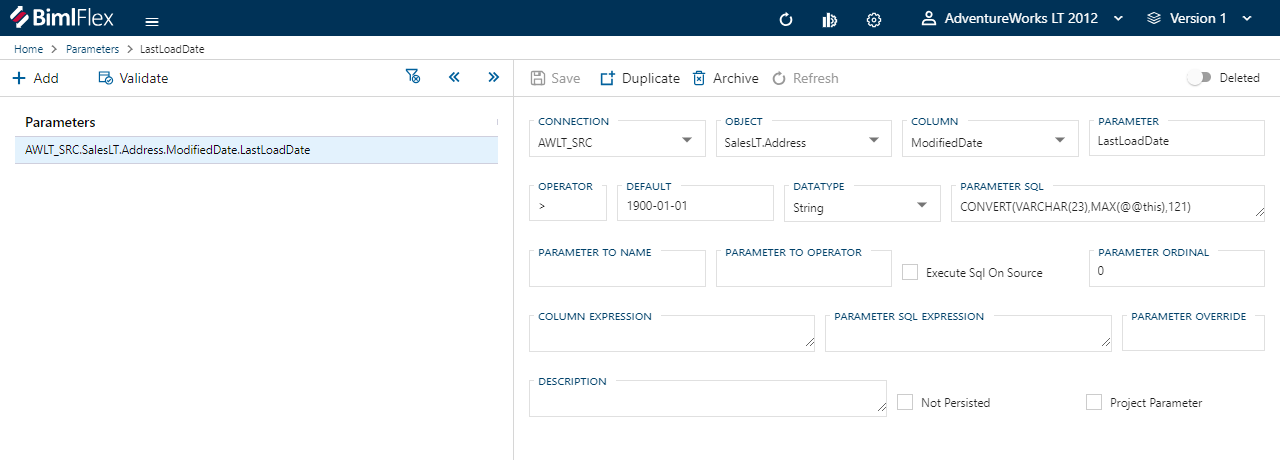 BimlFlex
AdventureWorks LT 2012
Version 1
Home > Parameters > LastLoadDate
Add
Validate
Save
Duplicate
Archive
Refresh
Deleted
Parameters
AWLT_SRC.SalesLT.Address.ModifiedDate.LastLoadDate
CONNECTION
OBJECT
COLUMN
PARAMETER
AWLT_SRC
SalesLT.Address
ModifiedDate
LastLoadDate
OPERATOR
DEFAULT
DATATYPE
PARAMETER SQL
>
1900-01-01
String
CONVERT(VARCHAR(23),MAX(@@this),121)
PARAMETER TO NAME
PARAMETER TO OPERATOR
Execute Sql On Source
PARAMETER ORDINAL
0
COLUMN EXPRESSION
PARAMETER SQL EXPRESSION
PARAMETER OVERRIDE
DESCRIPTION
Not Persisted
Project Parameter